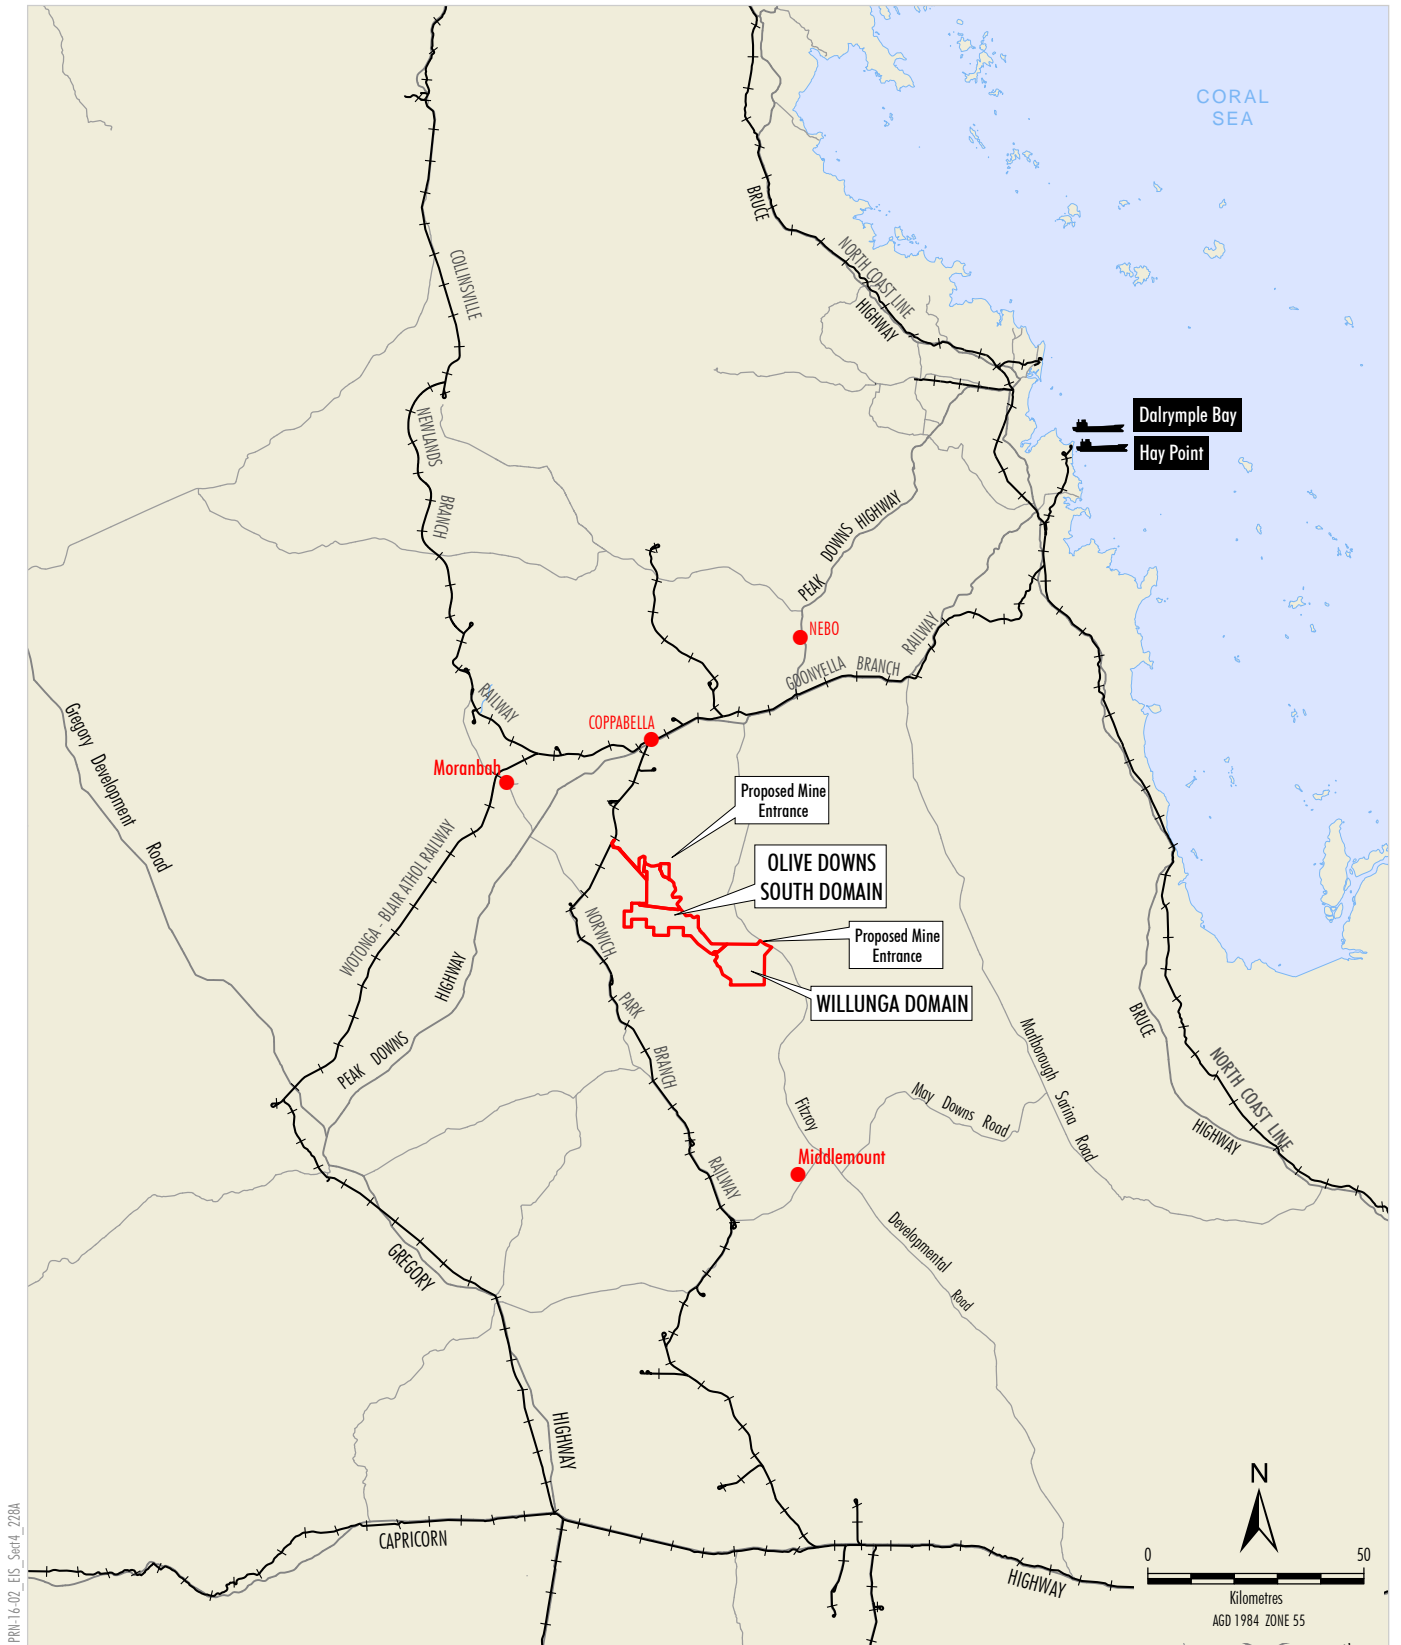 CORAL
SEA
BRUCE
NORTH COAST LINE
HIGHWAY
COLLINSVILLE
NEWLANDS
BRANCH
RAILWAY
Dalrymple Bay
Hay Point
PEAK DOWNS HIGHWAY
NEBO
GOONYELLA BRANCH RAILWAY
COPPABELLA
Moranbah
Gregory Development Road
WOTONGA - BLAIR ATHOL RAILWAY
PEAK DOWNS HIGHWAY
Proposed Mine
Entrance
OLIVE DOWNS
SOUTH DOMAIN
Proposed Mine
Entrance
WILLUNGA DOMAIN
NORWICH
PARK
BRANCH
RAILWAY
Fitzroy
Developmental
Road
May Downs Road
Marlborough Sarina Road
BRUCE
HIGHWAY
NORTH COAST LINE
Middlemount
GREGORY
HIGHWAY
CAPRICORN
HIGHWAY
N
0 50
Kilometres
AGD 1984 ZONE 55
PRN-16-02_EIS_Sect4_228A